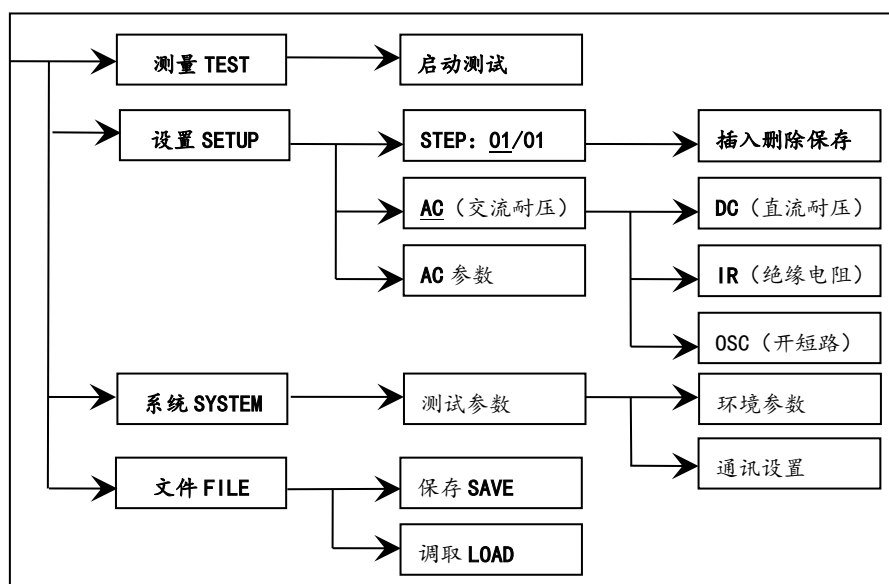 测量 TEST
启动测试
设置 SETUP
STEP：01/01
插入删除保存
AC（交流耐压）
DC（直流耐压）
AC 参数
IR（绝缘电阻）
OSC（开短路）
系统 SYSTEM
测试参数
环境参数
通讯设置
文件 FILE
保存 SAVE
调取 LOAD